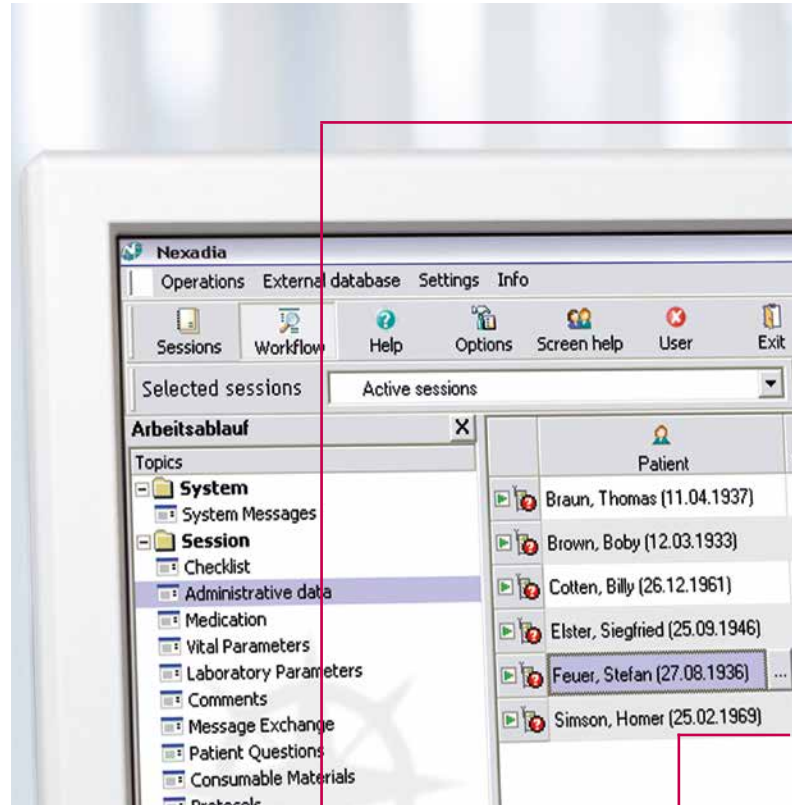 Nexadia
Operations External database Settings Info
Sessions Workflow Help Options Screen help User Exit
Selected sessions Active sessions
Arbeitsablauf X
Topics
System
System Messages
Session
Checklist
Administrative data
Medication
Vital Parameters
Laboratory Parameters
Comments
Message Exchange
Patient Questions
Consumable Materials
Protocols
Patient
Braun, Thomas (11.04.1937)
Brown, Boby (12.03.1933)
Cotten, Billy (26.12.1961)
Elster, Siegfried (25.09.1946)
Feuer, Stefan (27.08.1936) ...
Simson, Homer (25.02.1969)